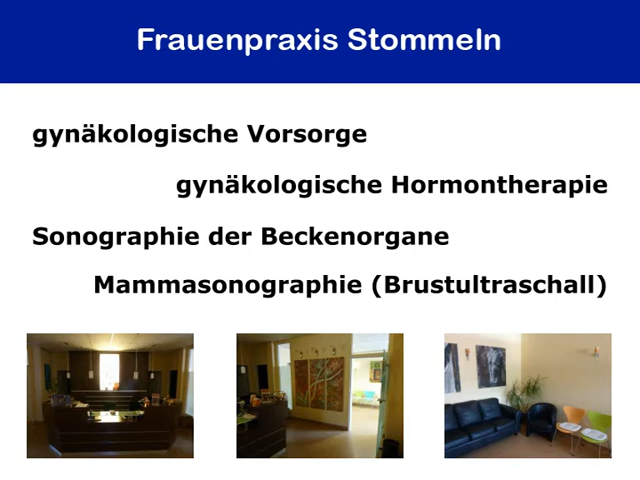 Frauenpraxis Stommeln
gynäkologische Vorsorge
gynäkologische Hormontherapie
Sonographie der Beckenorgane
Mammasonographie (Brustultraschall)